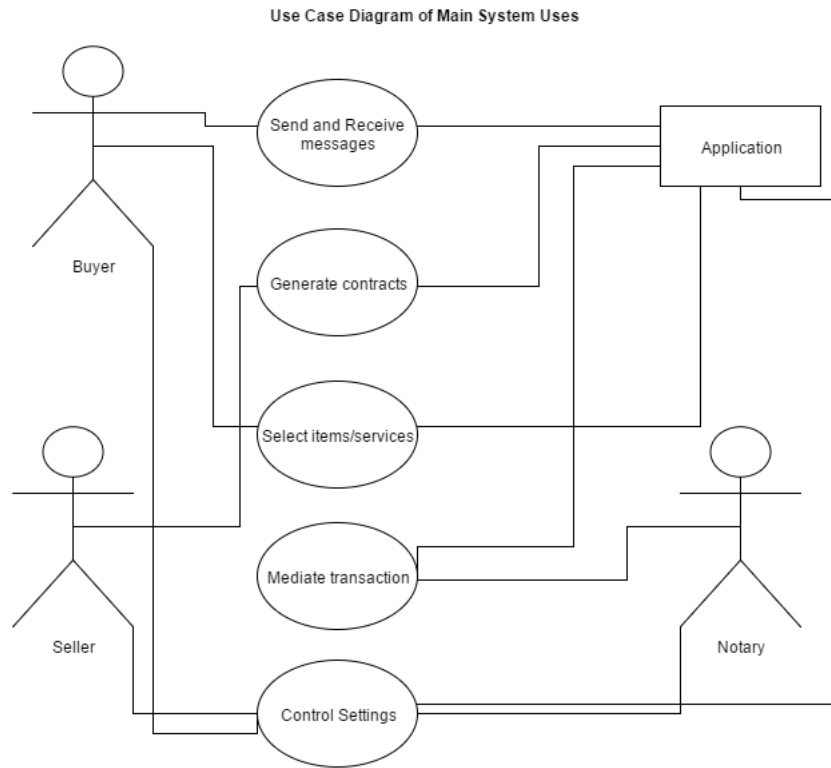 Use Case Diagram of Main System Uses
Send and Receive
messages
Application
Buyer
Generate contracts
Select items/services
Mediate transaction
Seller
Notary
Control Settings